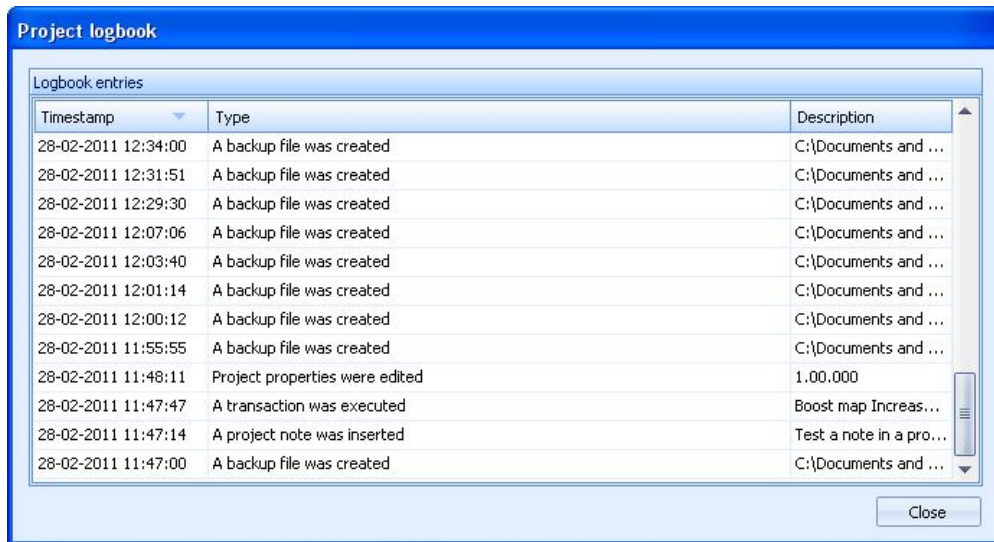 Project logbook
Logbook entries
Timestamp Type Description
28-02-2011 12:34:00 A backup file was created C:\Documents and ...
28-02-2011 12:31:51 A backup file was created C:\Documents and ...
28-02-2011 12:29:30 A backup file was created C:\Documents and ...
28-02-2011 12:07:06 A backup file was created C:\Documents and ...
28-02-2011 12:03:40 A backup file was created C:\Documents and ...
28-02-2011 12:01:14 A backup file was created C:\Documents and ...
28-02-2011 12:00:12 A backup file was created C:\Documents and ...
28-02-2011 11:55:55 A backup file was created C:\Documents and ...
28-02-2011 11:48:11 Project properties were edited 1.00.000
28-02-2011 11:47:47 A transaction was executed Boost map Increas...
28-02-2011 11:47:14 A project note was inserted Test a note in a pro...
28-02-2011 11:47:00 A backup file was created C:\Documents and ...
Close